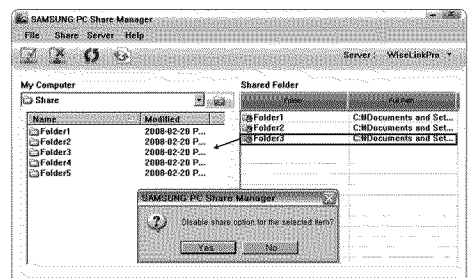 SAMSUNG PC Share Manager
File Share Server Help
Server : WiseLinkPro
My Computer
Shared Folder
Share
Folder Full Path
Name Modified
Folder1 2008-02-20 P...
Folder2 2008-02-20 P...
Folder3 2008-02-20 P...
Folder4 2008-02-20 P...
Folder5 2008-02-20 P...
Folder1 C:₩Documents and Set...
Folder2 C:₩Documents and Set...
Folder3 C:₩Documents and Set...
SAMSUNG PC Share Manager
Disable share option for the selected item?
Yes No